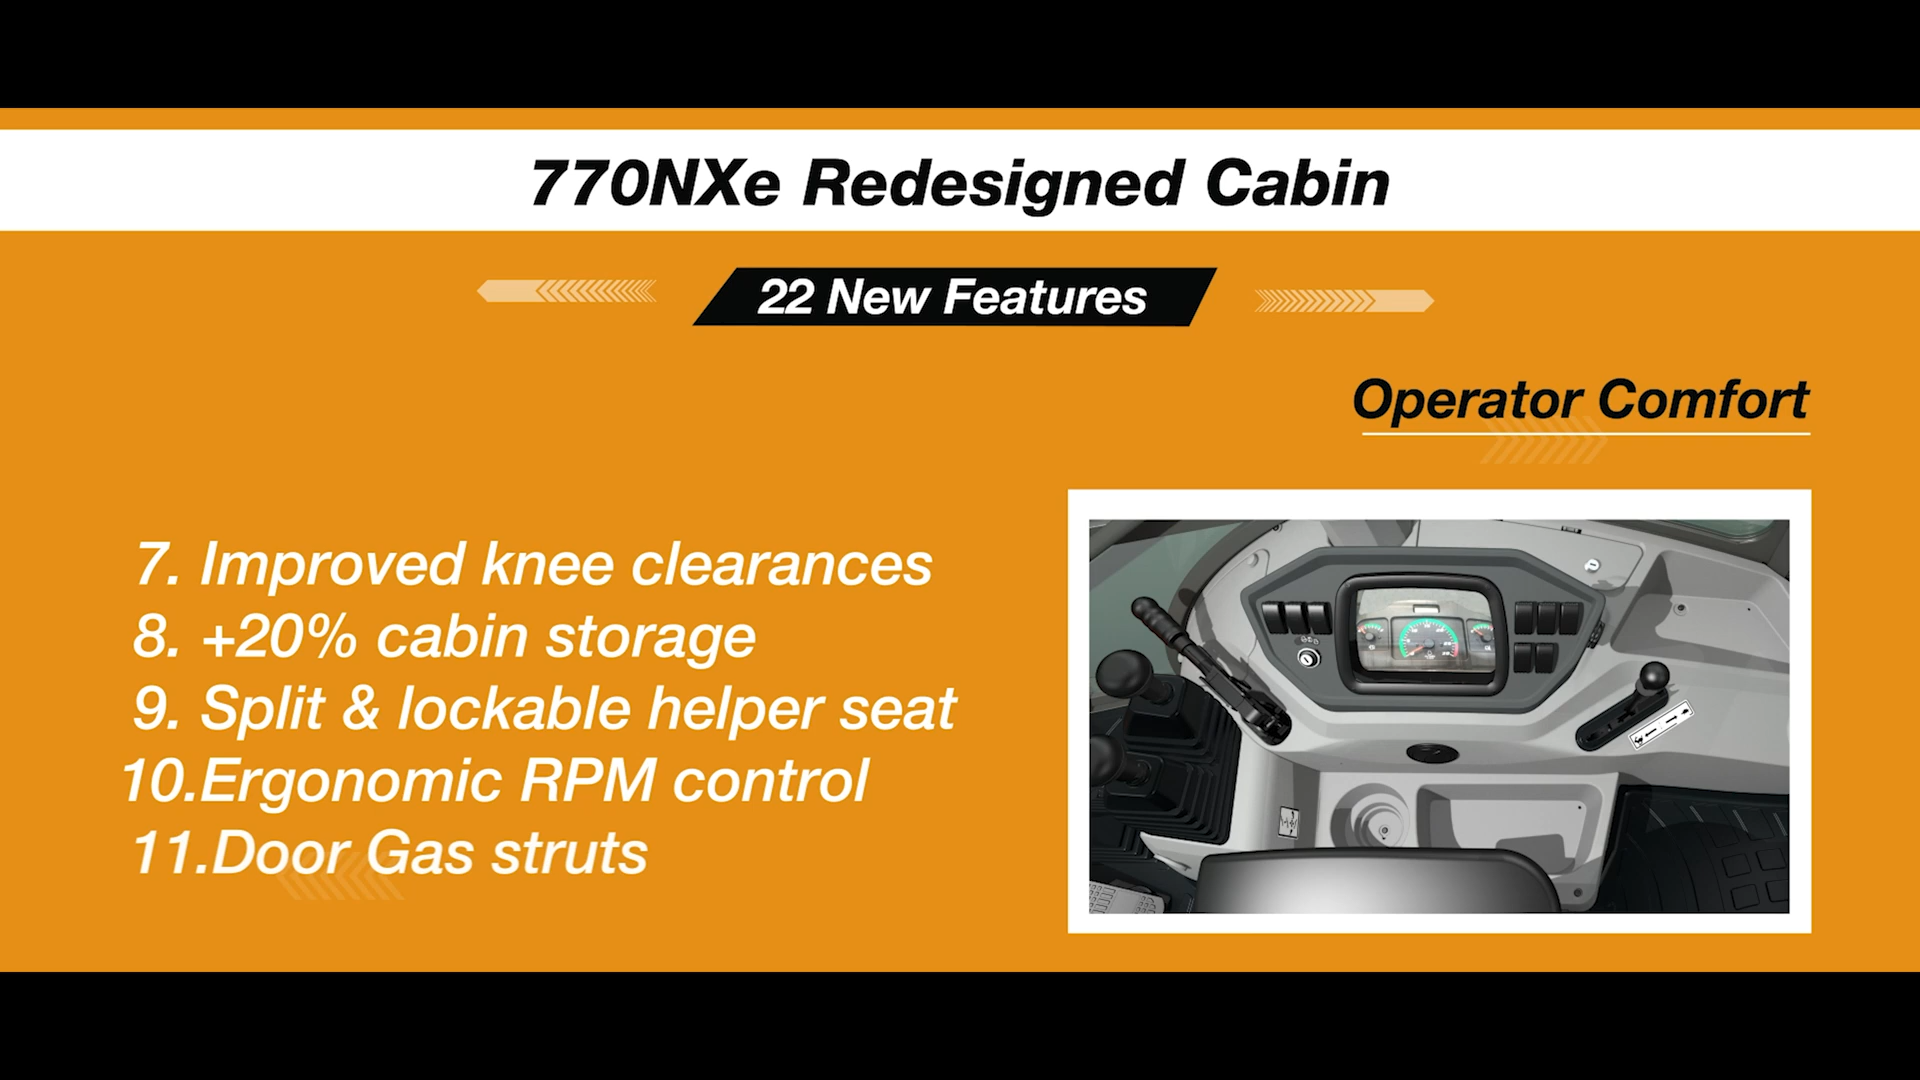 770NXe Redesigned Cabin
22 New Features
Operator Comfort
7. Improved knee clearances
8. +20% cabin storage
9. Split & lockable helper seat
10.Ergonomic RPM control
11.Door Gas struts